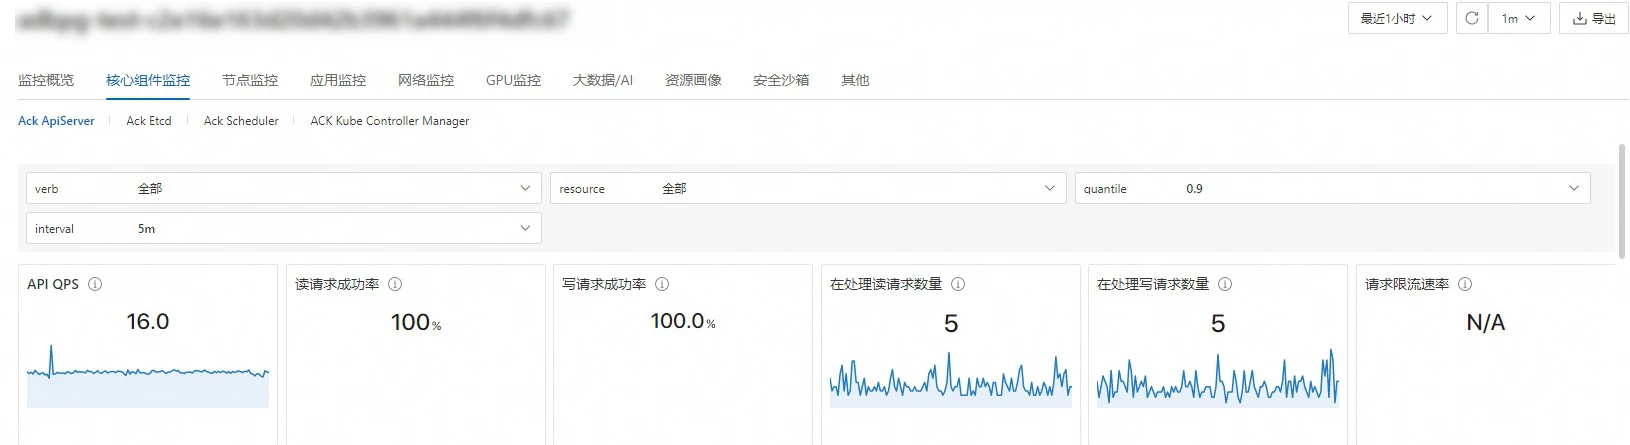 最近1小时 1m 导出
监控概览 核心组件监控 节点监控 应用监控 网络监控 GPU监控 大数据/AI 资源画像 安全沙箱 其他
Ack ApiServer Ack Etcd Ack Scheduler ACK Kube Controller Manager
verb 全部 resource 全部 quantile 0.9
interval 5m
API QPS 读请求成功率 写请求成功率 在处理读请求数量 在处理写请求数量 请求限流速率
16.0 100% 100.0% 5 5 N/A